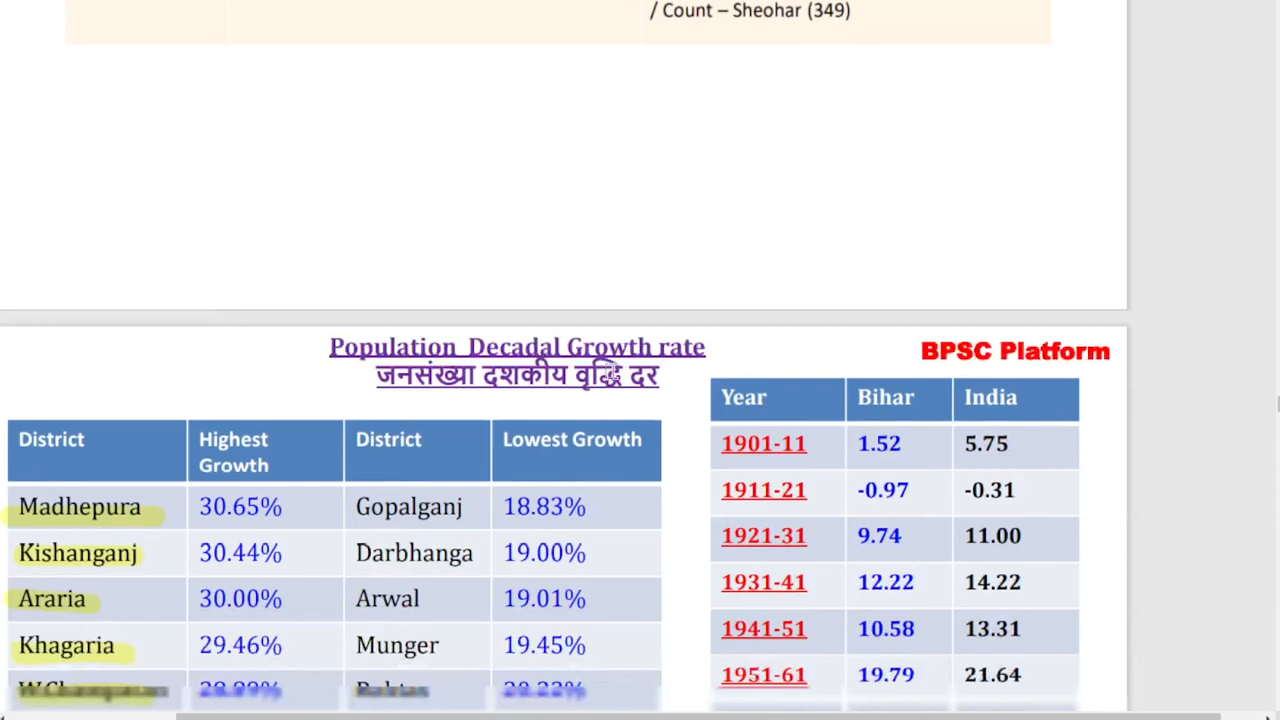 / Count – Sheohar (349)
Population Decadal Growth rate
जनसंख्या दशकीय वृद्धि दर
BPSC Platform
District Highest Growth District Lowest Growth
Madhepura 30.65% Gopalganj 18.83%
Kishanganj 30.44% Darbhanga 19.00%
Araria 30.00% Arwal 19.01%
Khagaria 29.46% Munger 19.45%
Year Bihar India
1901-11 1.52 5.75
1911-21 -0.97 -0.31
1921-31 9.74 11.00
1931-41 12.22 14.22
1941-51 10.58 13.31
1951-61 19.79 21.64